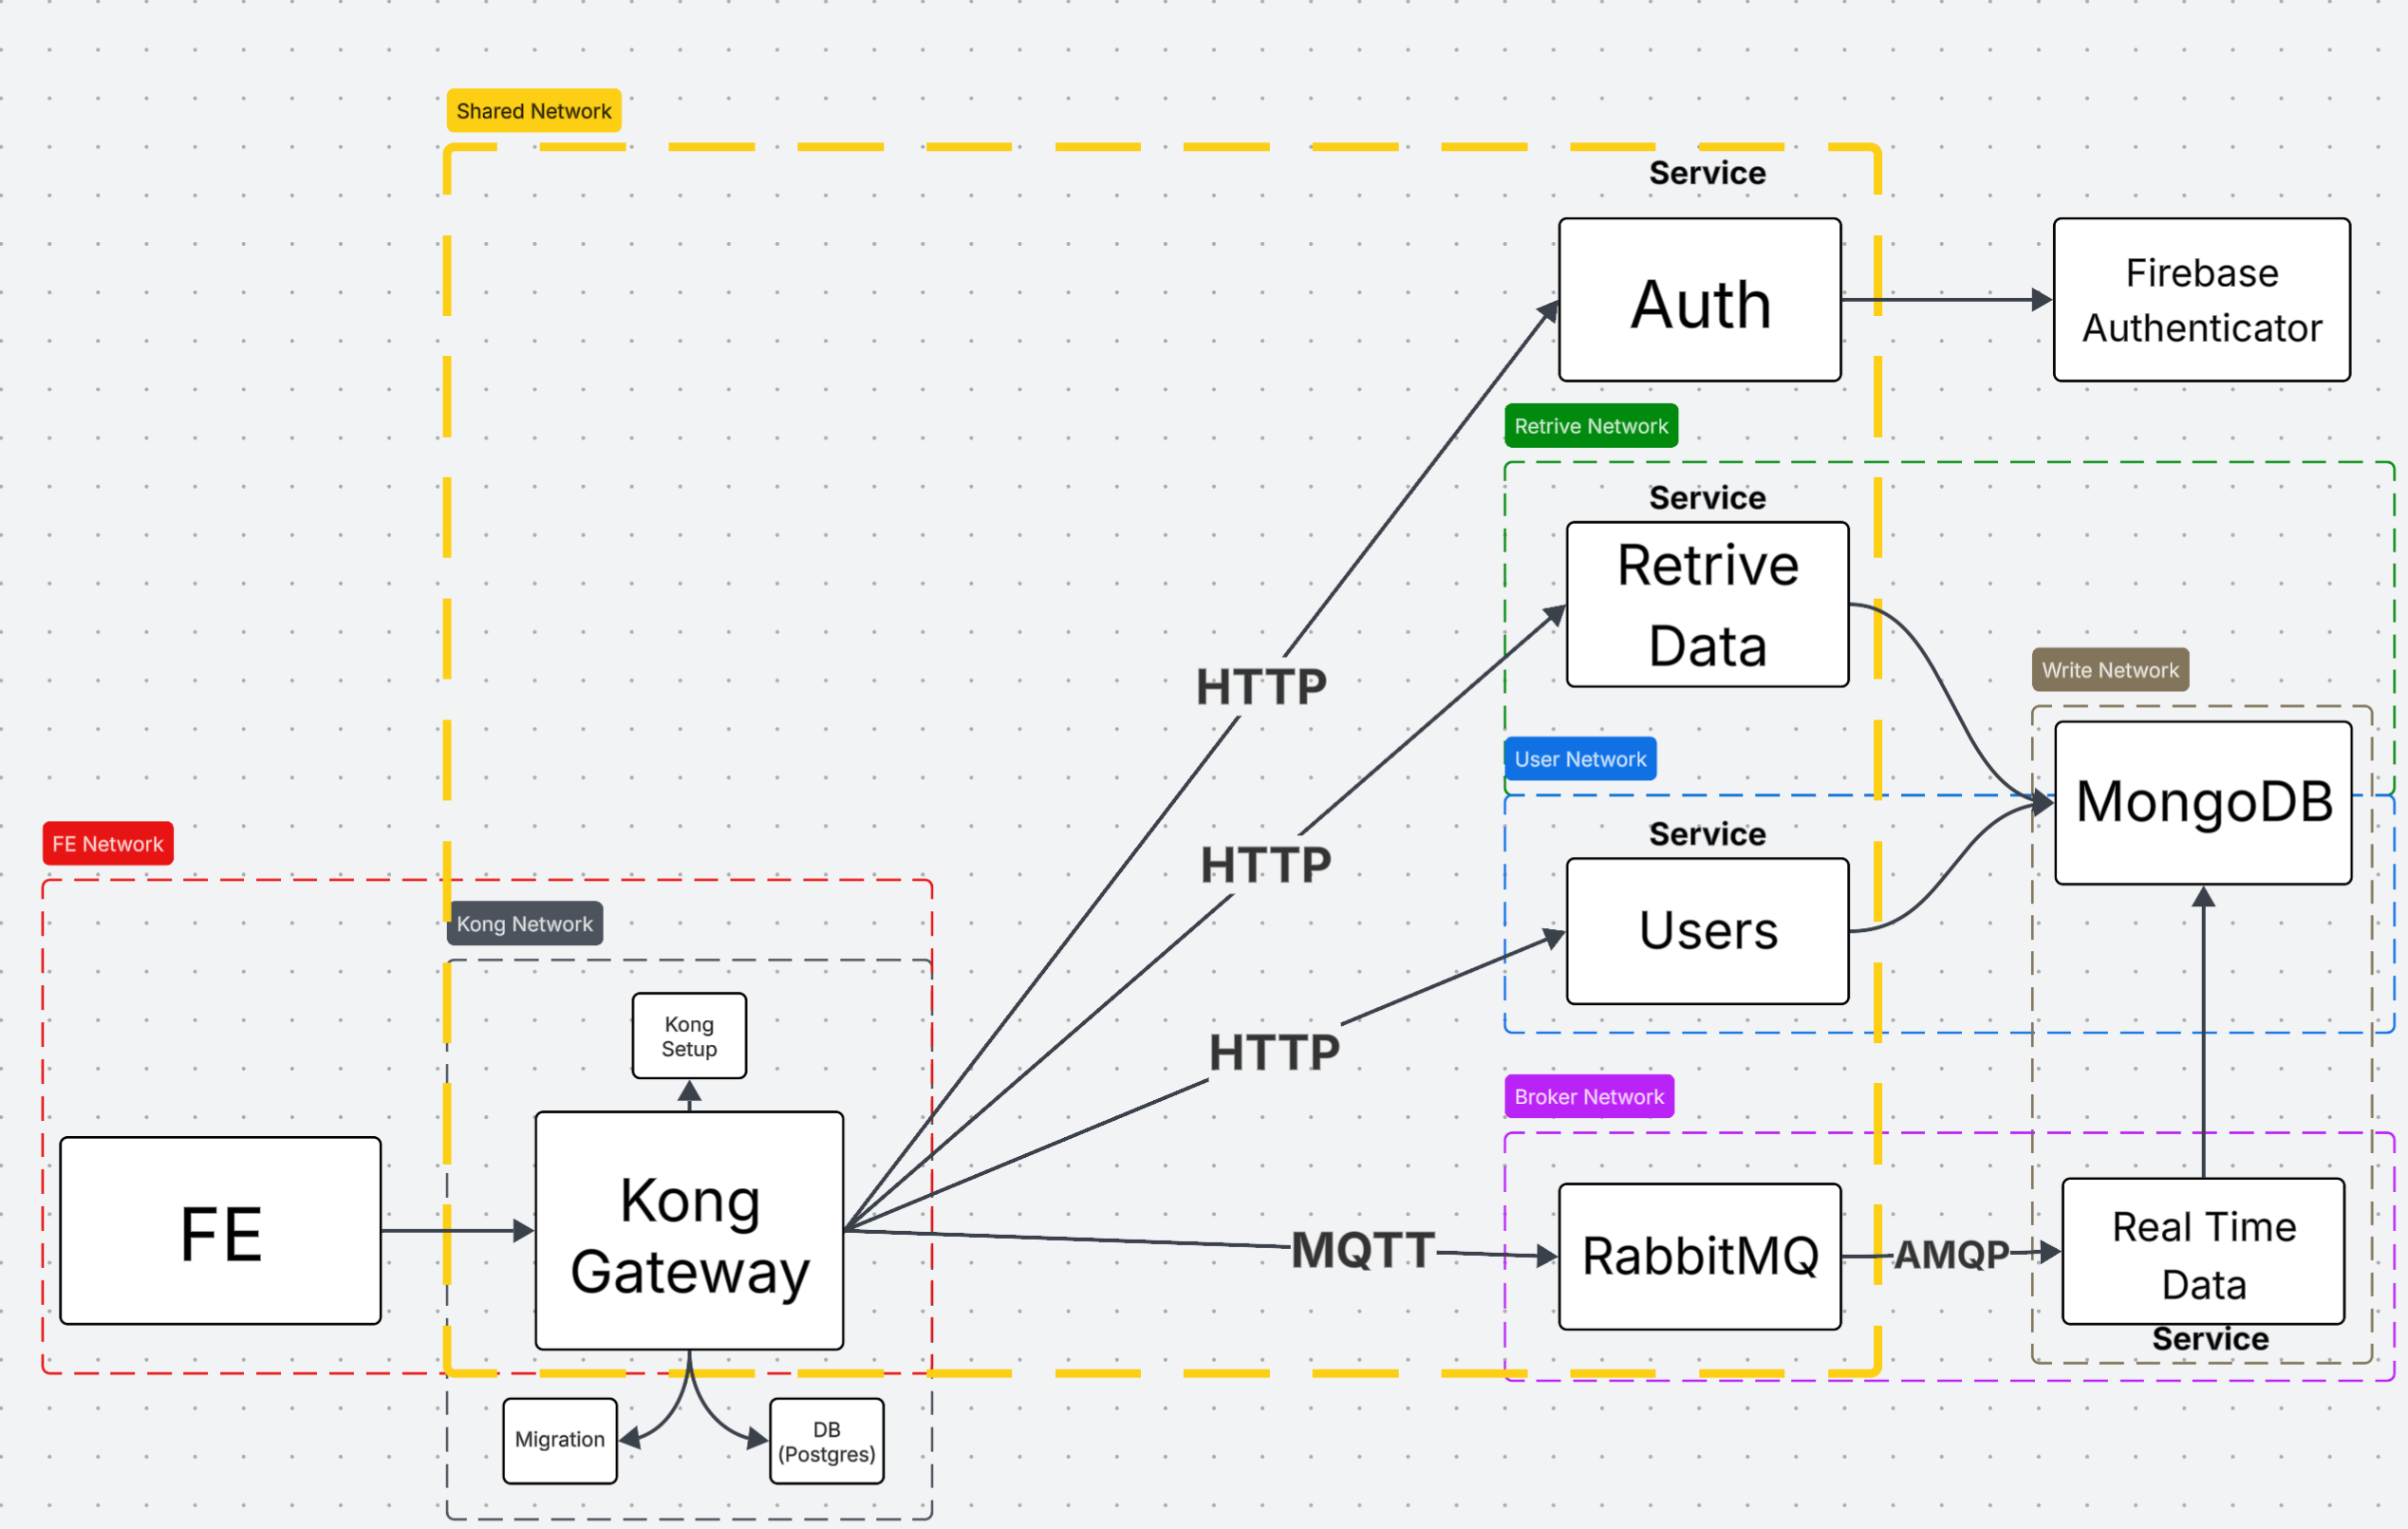 Shared Network
Service
Auth
Firebase
Authenticator
Retrive Network
Service
Retrive
Data
HTTP
Write Network
User Network
MongoDB
Service
Users
HTTP
FE Network
Kong Network
Kong
Setup
HTTP
Broker Network
FE
Kong
Gateway
MQTT
RabbitMQ
AMQP
Real Time
Data
Service
Migration
DB
(Postgres)